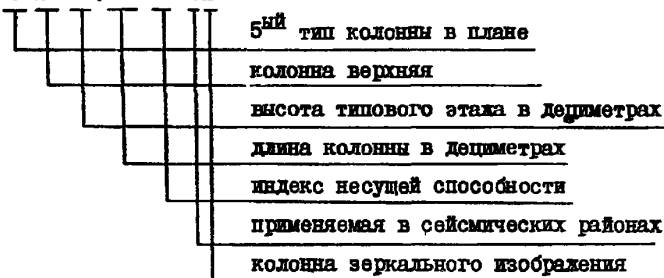 5ый тип колонны в плане
колонна верхняя
высота типового этажа в дециметрах
длина колонны в дециметрах
индекс несущей способности
применяемая в сейсмических районах
колонна зеркального изображения